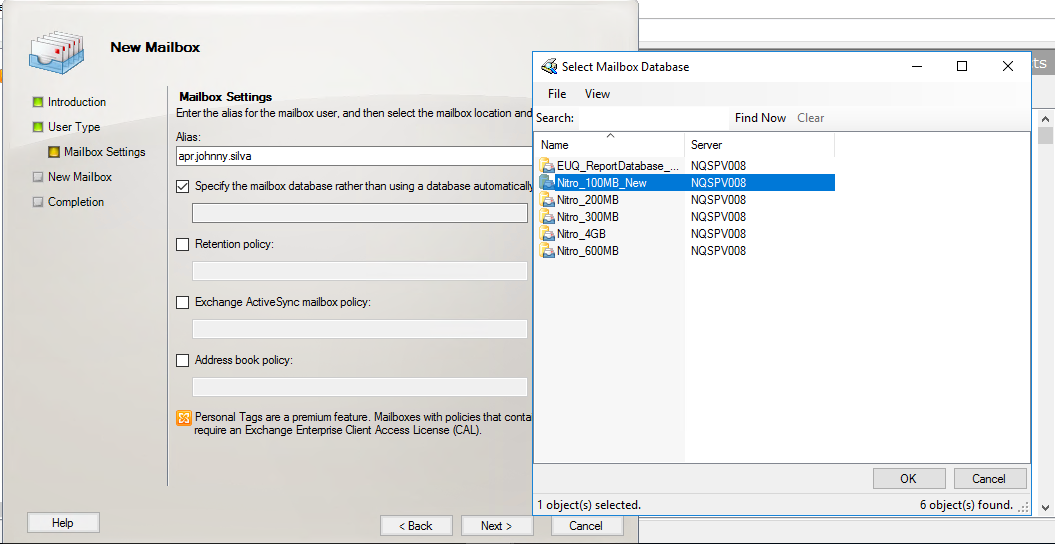 New Mailbox
Introduction
User Type
Mailbox Settings
New Mailbox
Completion
Mailbox Settings
Enter the alias for the mailbox user, and then select the mailbox location and
Alias:
apr.johnny.silva
Specify the mailbox database rather than using a database automatically
Retention policy:
Exchange ActiveSync mailbox policy:
Address book policy:
Personal Tags are a premium feature. Mailboxes with policies that conta
require an Exchange Enterprise Client Access License (CAL).
Help
< Back
Next >
Cancel
Select Mailbox Database
File View
Search: Find Now Clear
Name Server
EUQ_ReportDatabase_... NQSPV008
Nitro_100MB_New NQSPV008
Nitro_200MB NQSPV008
Nitro_300MB NQSPV008
Nitro_4GB NQSPV008
Nitro_600MB NQSPV008
OK Cancel
1 object(s) selected. 6 object(s) found.